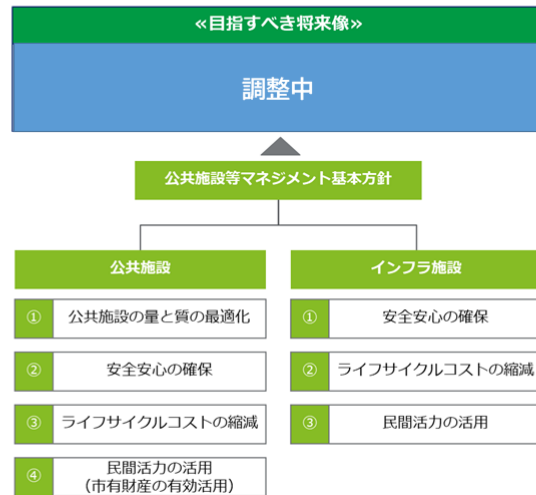 ≪目指すべき将来像≫
調整中
公共施設等マネジメント基本方針
公共施設
① 公共施設の量と質の最適化
② 安全安心の確保
③ ライフサイクルコストの縮減
④ 民間活力の活用
(市有財産の有効活用)
インフラ施設
① 安全安心の確保
② ライフサイクルコストの縮減
③ 民間活力の活用